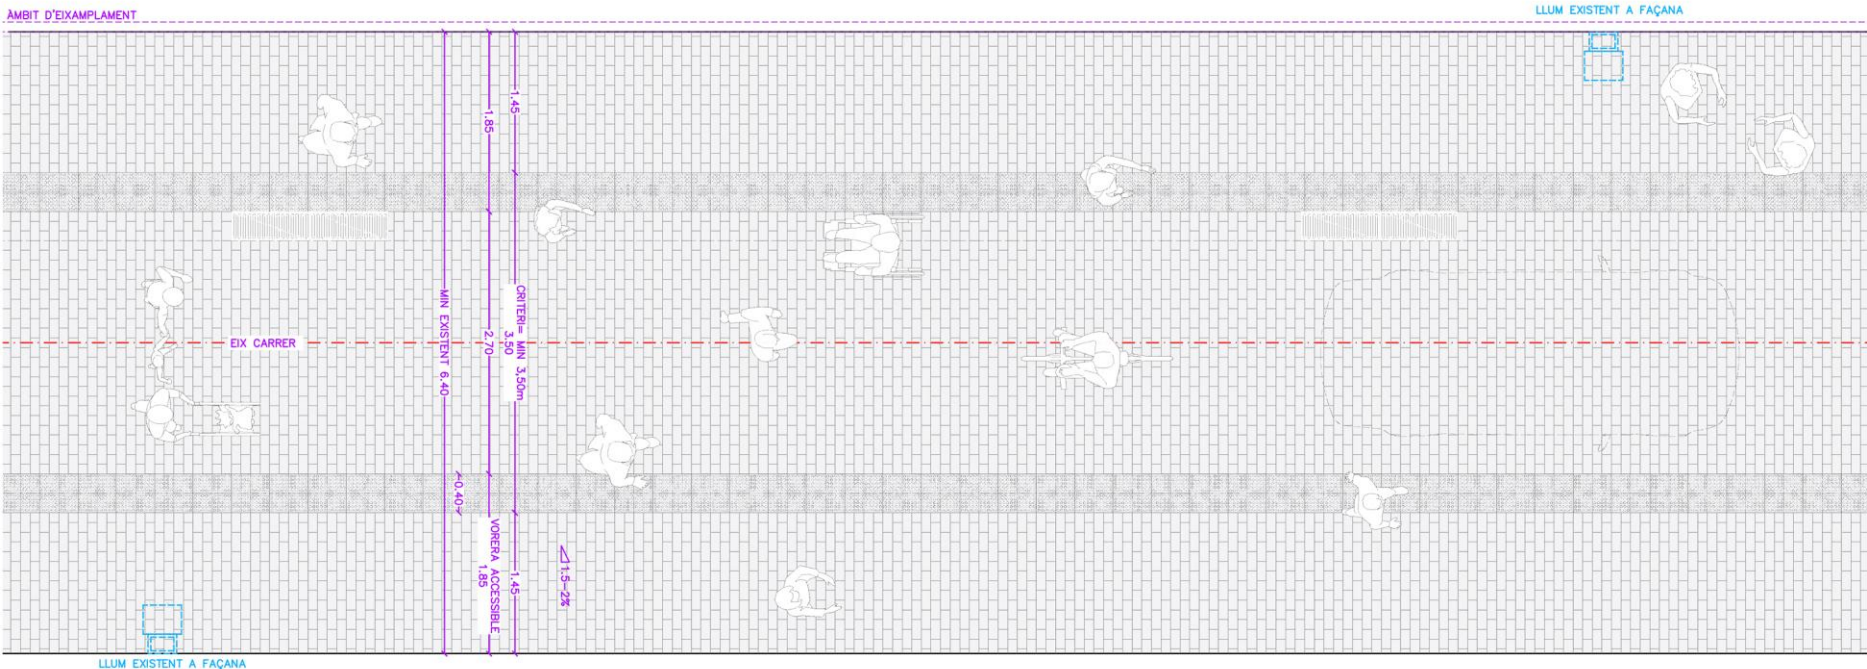 ÀMBIT D'EIXAMPLAMENT
LLUM EXISTENT A FAÇANA
1.45
1.85
EIX CARRER
MIN EXISTENT 6.40
2.70
CRITERI= MIN 3,50m
3.50
0.40
VORERA ACCESSIBLE
1.85
1.45
1.5-2%
LLUM EXISTENT A FAÇANA